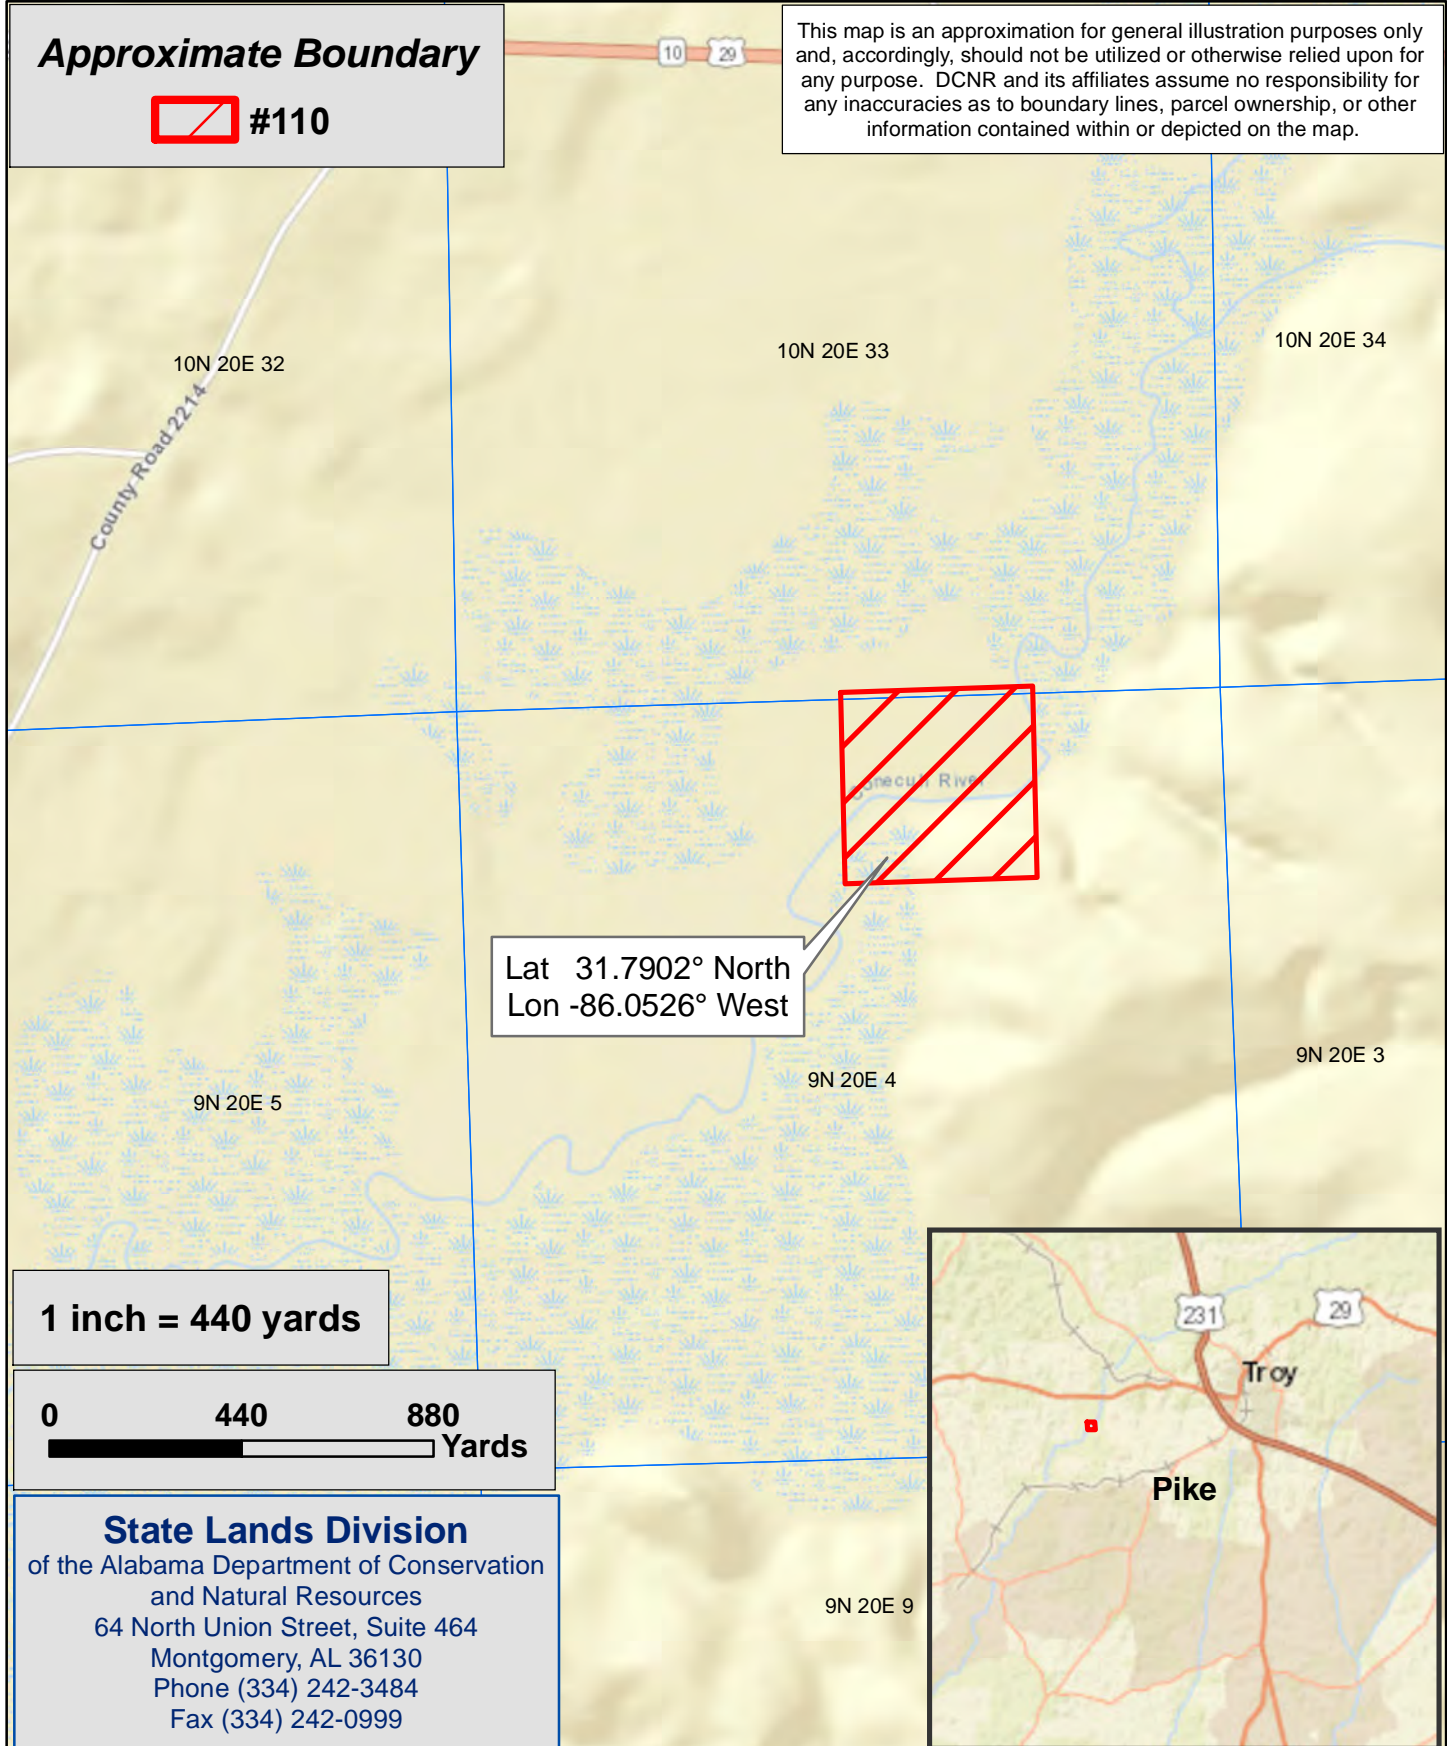 Approximate Boundary
#110
10 29
This map is an approximation for general illustration purposes only
and, accordingly, should not be utilized or otherwise relied upon for
any purpose. DCNR and its affiliates assume no responsibility for
any inaccuracies as to boundary lines, parcel ownership, or other
information contained within or depicted on the map.
10N 20E 32
10N 20E 33
10N 20E 34
County Road 2214
Conecuh River
Lat 31.7902° North
Lon -86.0526° West
9N 20E 3
9N 20E 4
9N 20E 5
1 inch = 440 yards
0 440 880
Yards
State Lands Division
of the Alabama Department of Conservation
and Natural Resources
64 North Union Street, Suite 464
Montgomery, AL 36130
Phone (334) 242-3484
Fax (334) 242-0999
9N 20E 9
231
29
Troy
Pike